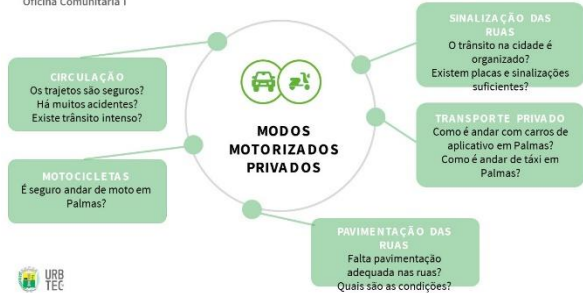 Oficina Comunitária I
CIRCULAÇÃO
Os trajetos são seguros?
Há muitos acidentes?
Existe trânsito intenso?
MOTOCICLETAS
É seguro andar de moto em
Palmas?
MODOS
MOTORIZADOS
PRIVADOS
SINALIZAÇÃO DAS
RUAS
O trânsito na cidade é
organizado?
Existem placas e sinalizações
suficientes?
TRANSPORTE PRIVADO
Como é andar com carros de
aplicativo em Palmas?
Como é andar de táxi em
Palmas?
PAVIMENTAÇÃO DAS
RUAS
Falta pavimentação
adequada nas ruas?
Quais são as condições?
URB
TEC